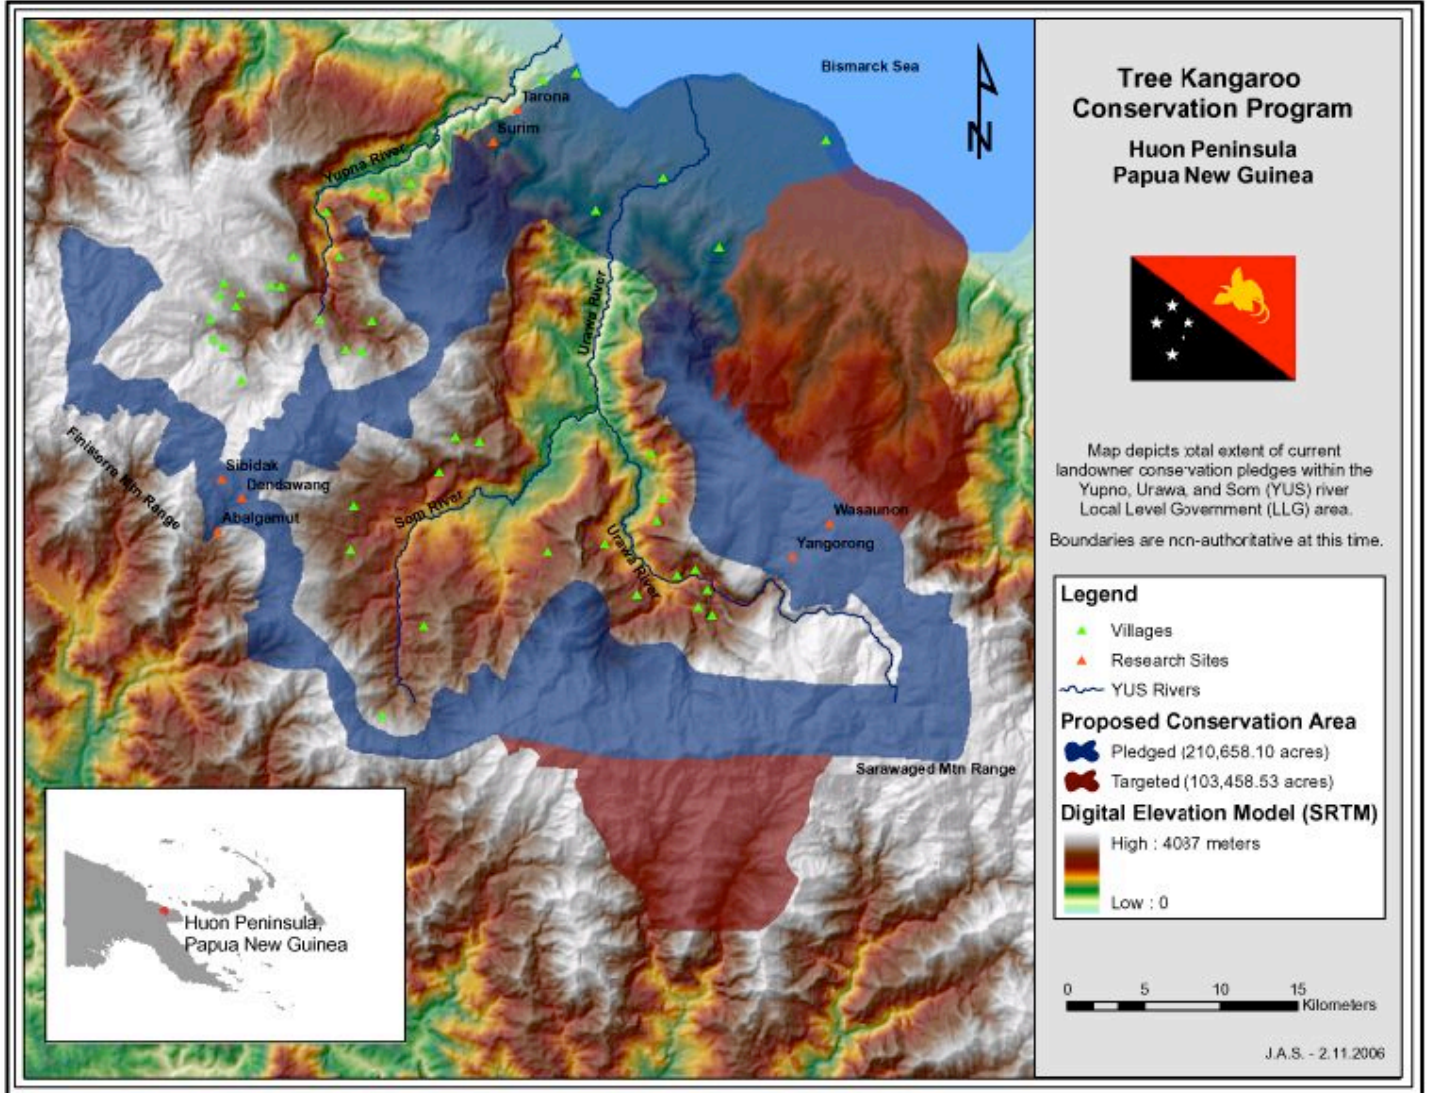 Bismarck Sea
Tarona
Surim
Yupna River
Urawa River
Finisterre Mtn Range
Sibidak
Dendawang
Abalgamut
Som River
Urawa River
Wasaunon
Yangorong
Sarawaged Mtn Range
Huon Peninsula,
Papua New Guinea
N
Tree Kangaroo
Conservation Program
Huon Peninsula
Papua New Guinea
Map depicts total extent of current
landowner conservation pledges within the
Yupno, Urawa, and Som (YUS) river
Local Level Government (LLG) area.
Boundaries are non-authoritative at this time.
Legend
Villages
Research Sites
YUS Rivers
Proposed Conservation Area
Pledged (210,658.10 acres)
Targeted (103,458.53 acres)
Digital Elevation Model (SRTM)
High : 4087 meters
Low : 0
0 5 10 15
Kilometers
J.A.S. - 2.11.2006